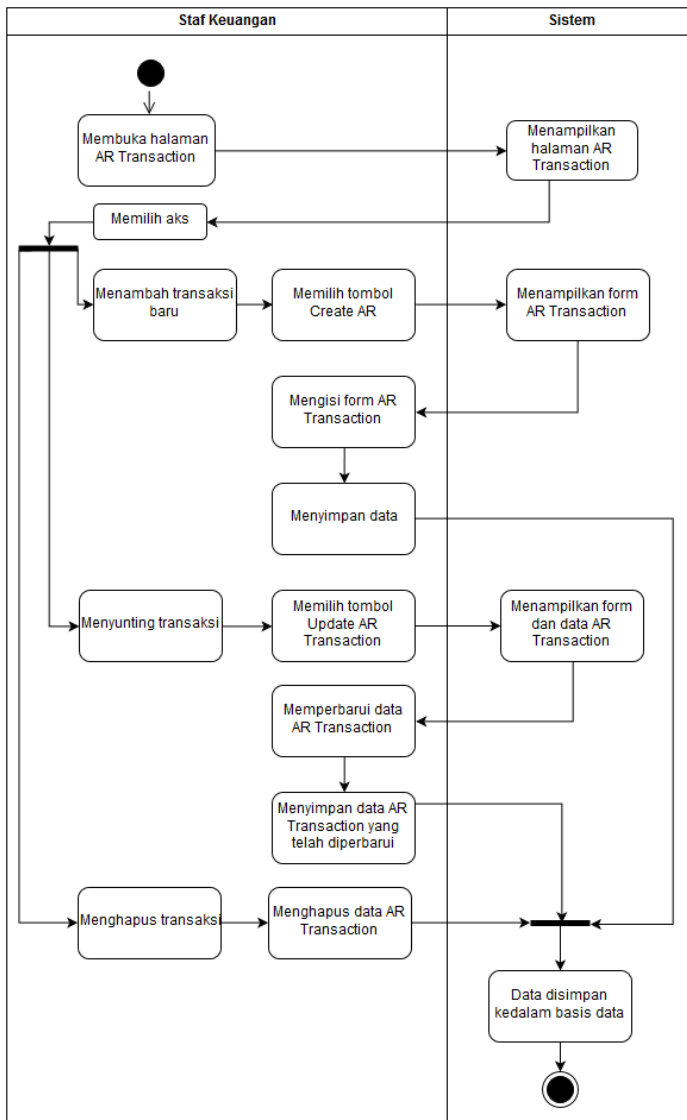 Staf Keuangan
Sistem
Membuka halaman
AR Transaction
Menampilkan
halaman AR
Transaction
Memilih aks
Menambah transaksi
baru
Memilih tombol
Create AR
Menampilkan form
AR Transaction
Mengisi form AR
Transaction
Menyimpan data
Menyunting transaksi
Memilih tombol
Update AR
Transaction
Menampilkan form
dan data AR
Transaction
Memperbarui data
AR Transaction
Menyimpan data AR
Transaction yang
telah diperbarui
Menghapus transaksi
Menghapus data AR
Transaction
Data disimpan
kedalam basis data